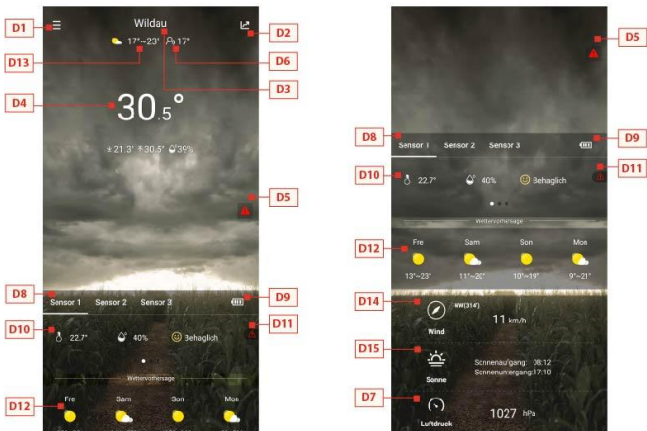 D1
Wildau
D2
17°~23° 17°
D13
D6
D3
D4
30.5°
21.3° 30.5° 39%
D5
D8
Sensor 1 Sensor 2 Sensor 3
D9
D10
22.7° 40% Behaglich
D11
Wettervorhersage
D12
Fre Sam Son Mon
D5
D8
Sensor 1 Sensor 2 Sensor 3
D9
D10
22.7° 40% Behaglich
D11
Wettervorhersage
D12
Fre Sam Son Mon
13°~23° 11°~20° 10°~19° 9°~21°
D14
NW(314°)
11 km/h
Wind
D15
Sonnenaufgang: 08:12
Sonnenuntergang:17:10
Sonne
D7
1027 hPa
Luftdruck